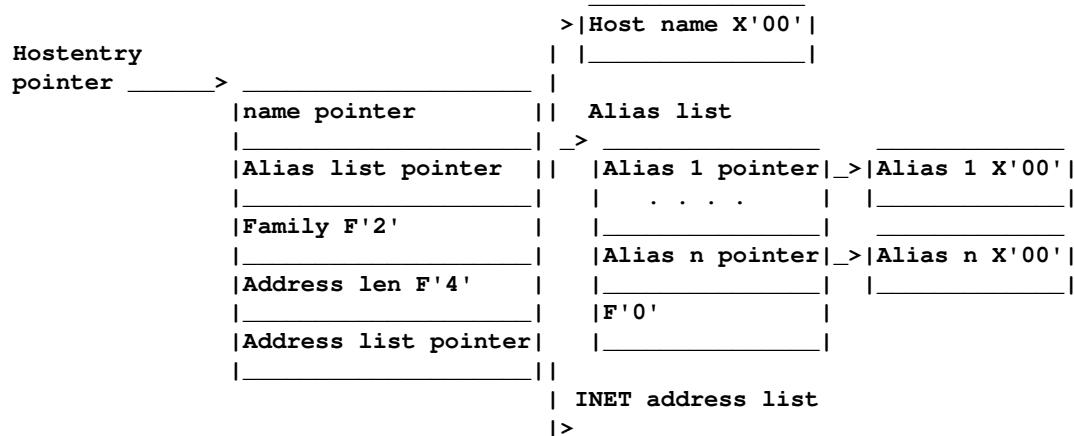 >|Host name X'00'|
Hostentry
pointer ______>
|name pointer || Alias list
|Alias list pointer || |Alias 1 pointer|_>|Alias 1 X'00'|
. . . .
|Family F'2' |
|Alias n pointer|_>|Alias n X'00'|
|Address len F'4' |
|F'0' |
|Address list pointer|
| INET address list
|>